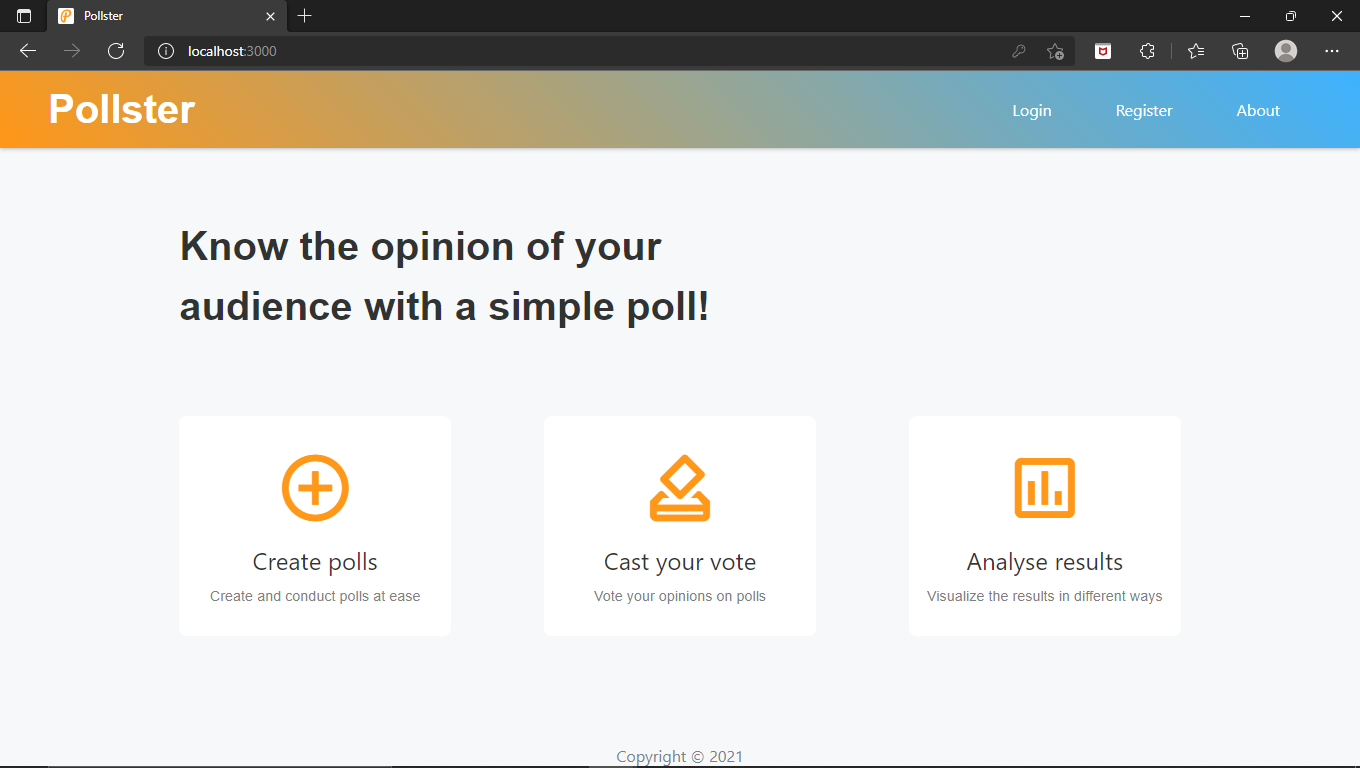 Pollster
localhost:3000
Pollster
Login
Register
About
Know the opinion of your
audience with a simple poll!
Create polls
Create and conduct polls at ease
Cast your vote
Vote your opinions on polls
Analyse results
Visualize the results in different ways
Copyright © 2021